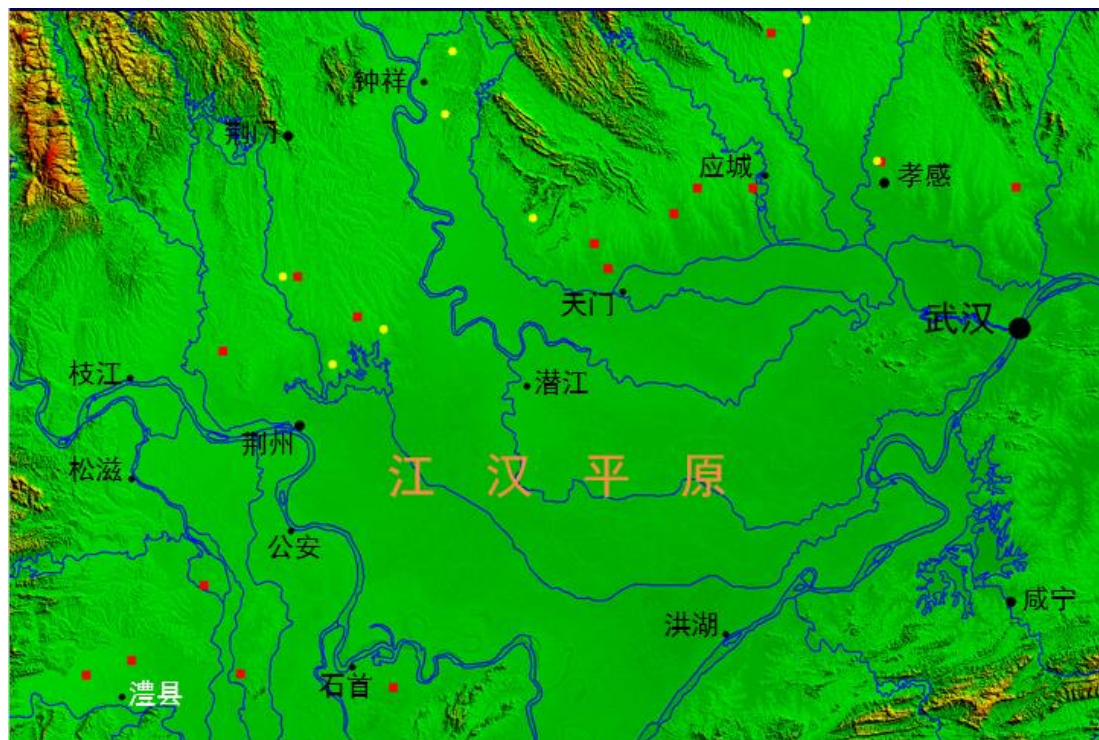 钟祥
荆门
应城
孝感
天门
武汉
枝江
潜江
荆州
江汉平原
松滋
公安
咸宁
洪湖
石首
澧县